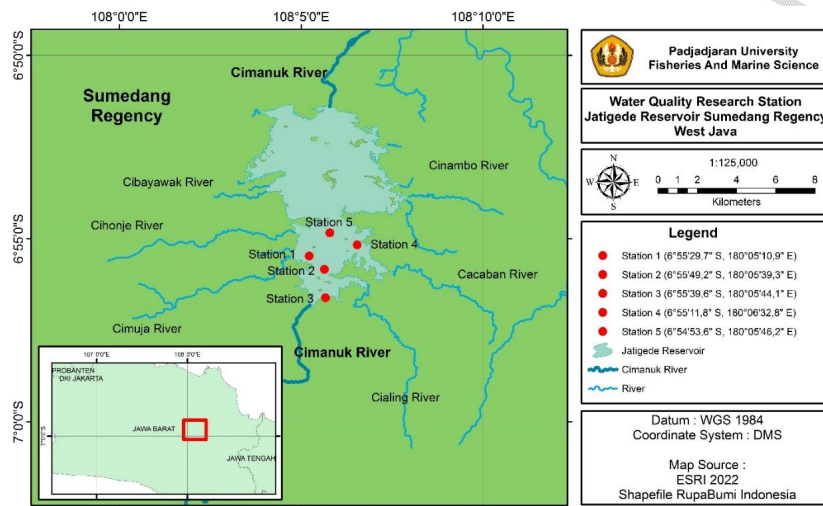 108°0'0"E 108°5'0"E 108°10'0"E
6°50'0"S
6°55'0"S
7°0'0"S
Cimanuk River
Sumedang
Regency
Cinambo River
Cibayawak River
Cihonje River
Station 5
Station 4
Station 1
Station 2
Cacaban River
Station 3
Cimuja River
Cimanuk River
Cialing River
107°0'0"E 108°0'0"E
PROBANTEN
DKI JAKARTA
JAWA BARAT
7°0'0"S
JAWA TENGAH
Padjadjaran University
Fisheries And Marine Science
Water Quality Research Station
Jatigede Reservoir Sumedang Regency
West Java
N
W E
S
1:125,000
0 1 2 4 6 8
Kilometers
Legend
Station 1 (6°55'29,7" S, 180°05'10,9" E)
Station 2 (6°55'49,2" S, 180°05'39,3" E)
Station 3 (6°55'39,6" S, 180°05'44,1" E)
Station 4 (6°55'11,8" S, 180°06'32,8" E)
Station 5 (6°54'53,6" S, 180°05'46,2" E)
Jatigede Reservoir
Cimanuk River
River
Datum : WGS 1984
Coordinate System : DMS
Map Source :
ESRI 2022
Shapefile RupaBumi Indonesia